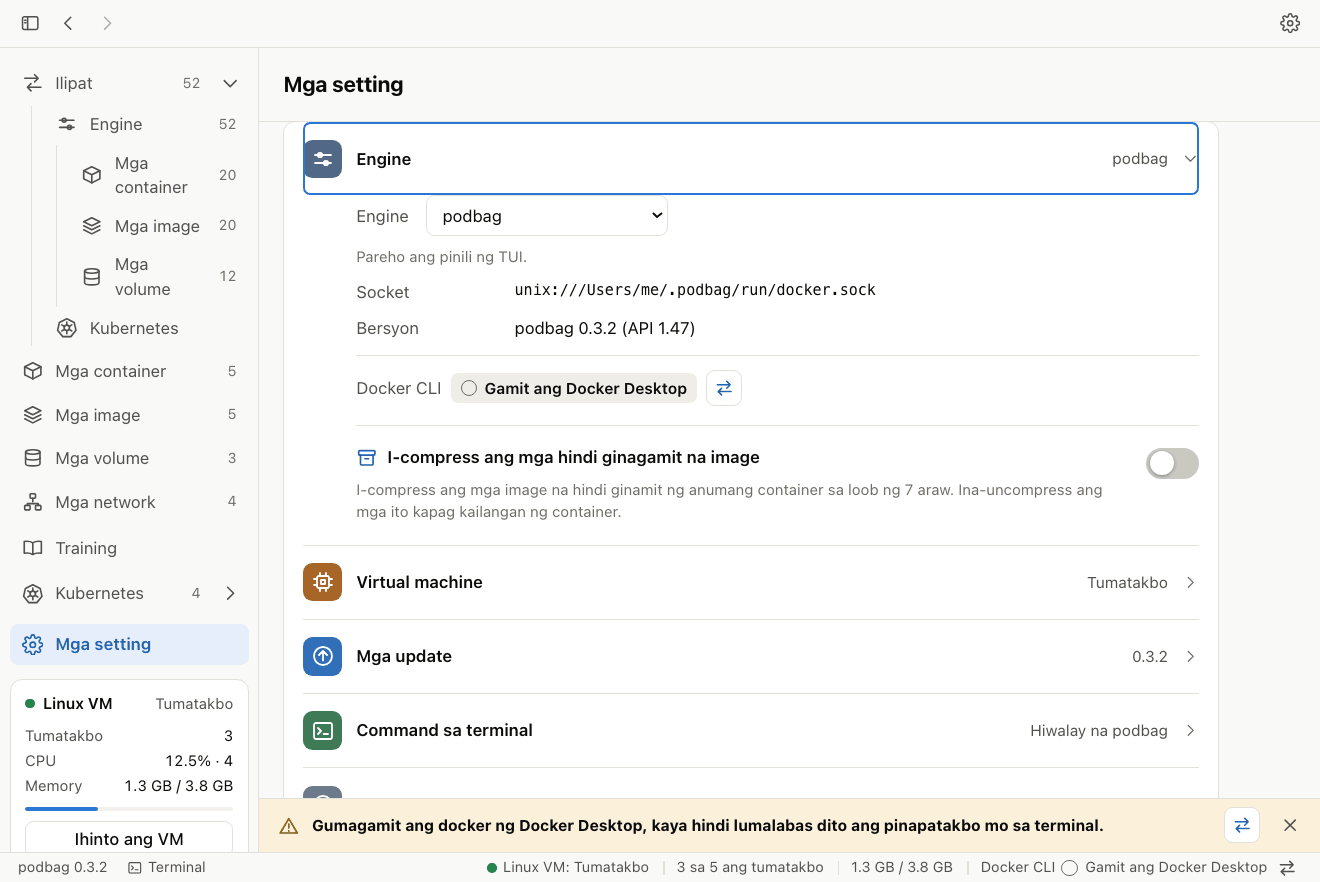 Ilipat 52
Engine 52
Mga container 20
Mga image 20
Mga volume 12
Kubernetes
Mga container 5
Mga image 5
Mga volume 3
Mga network 4
Training
Kubernetes 4
Mga setting
Linux VM Tumatakbo
Tumatakbo 3
CPU 12.5% · 4
Memory 1.3 GB / 3.8 GB
Ihinto ang VM
Mga setting
Engine podbag
Engine podbag
Pareho ang pinili ng TUI.
Socket unix:///Users/me/.podbag/run/docker.sock
Bersyon podbag 0.3.2 (API 1.47)
Docker CLI Gamit ang Docker Desktop
I-compress ang mga hindi ginagamit na image
I-compress ang mga image na hindi ginamit ng anumang container sa loob ng 7 araw. Ina-uncompress ang
mga ito kapag kailangan ng container.
Virtual machine Tumatakbo
Mga update 0.3.2
Command sa terminal Hiwalay na podbag
Gumagamit ang docker ng Docker Desktop, kaya hindi lumalabas dito ang pinapatakbo mo sa terminal.
podbag 0.3.2 Terminal Linux VM: Tumatakbo 3 sa 5 ang tumatakbo 1.3 GB / 3.8 GB Docker CLI Gamit ang Docker Desktop